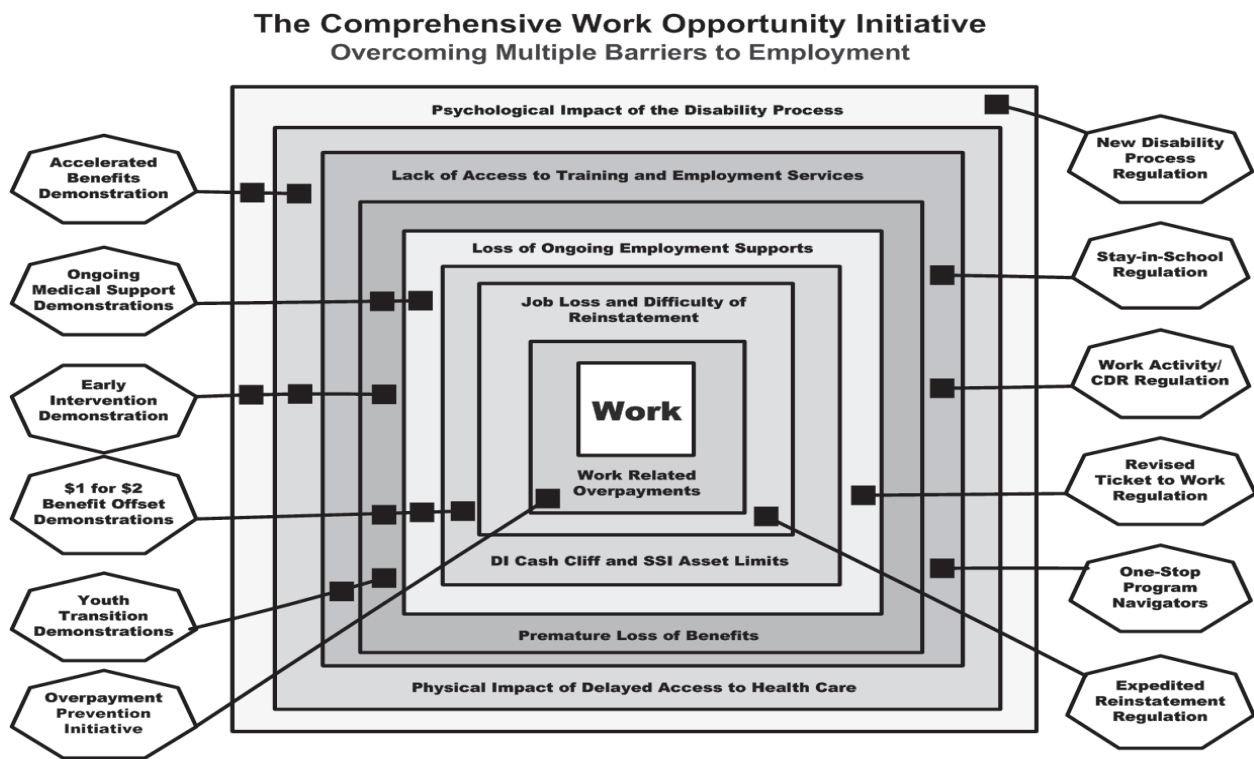 The Comprehensive Work Opportunity Initiative
Overcoming Multiple Barriers to Employment
Psychological Impact of the Disability Process
Lack of Access to Training and Employment Services
Loss of Ongoing Employment Supports
Job Loss and Difficulty of
Reinstatement
Work
Work Related
Overpayments
DI Cash Cliff and SSI Asset Limits
Premature Loss of Benefits
Physical Impact of Delayed Access to Health Care
Accelerated
Benefits
Demonstration
Ongoing
Medical Support
Demonstrations
Early
Intervention
Demonstration
$1 for $2
Benefit Offset
Demonstrations
Youth
Transition
Demonstrations
Overpayment
Prevention
Initiative
New Disability
Process
Regulation
Stay-in-School
Regulation
Work Activity/
CDR Regulation
Revised
Ticket to Work
Regulation
One-Stop
Program
Navigators
Expedited
Reinstatement
Regulation